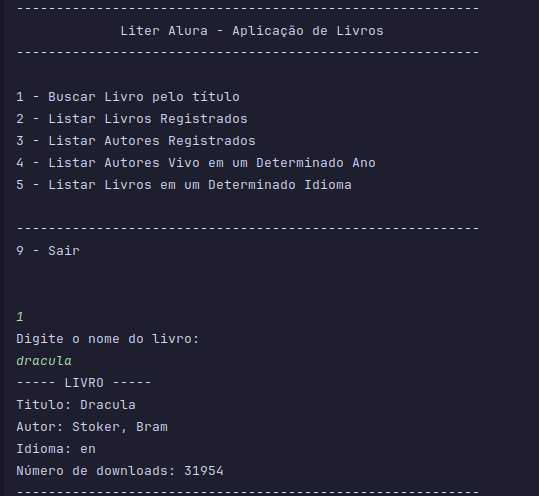 ----------------------------------------------------------
Liter Alura - Aplicação de Livros
----------------------------------------------------------
1 - Buscar Livro pelo título
2 - Listar Livros Registrados
3 - Listar Autores Registrados
4 - Listar Autores Vivo em um Determinado Ano
5 - Listar Livros em um Determinado Idioma
----------------------------------------------------------
9 - Sair
1
Digite o nome do livro:
dracula
----- LIVRO -----
Titulo: Dracula
Autor: Stoker, Bram
Idioma: en
Número de downloads: 31954
----------------------------------------------------------